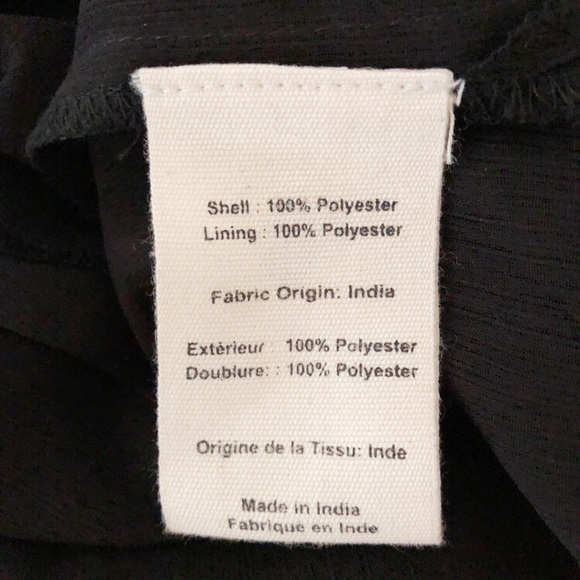 Shell : 100% Polyester
Lining : 100% Polyester
Fabric Origin: India
Extérieur 100% Polyester
Doublure: : 100% Polyester
Origine de la Tissu: Inde
Made in India
Fabrique en Inde